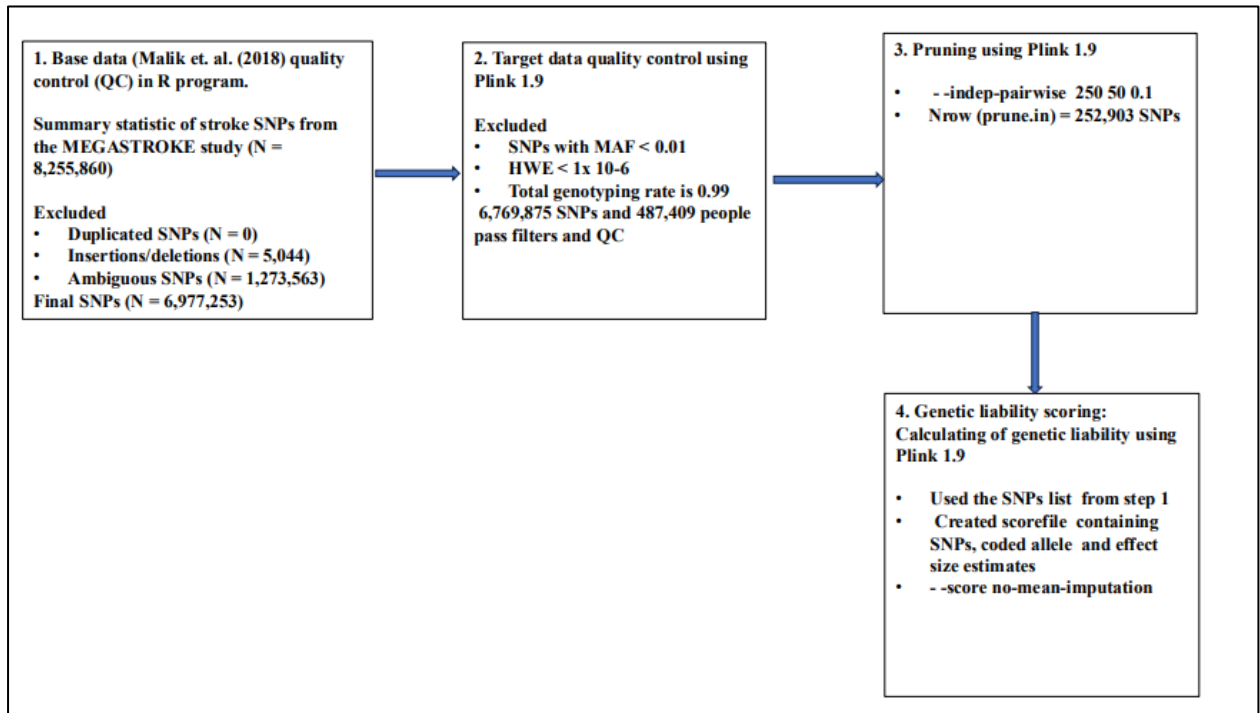 1. Base data (Malik et. al. (2018) quality
control (QC) in R program.
Summary statistic of stroke SNPs from
the MEGASTROKE study (N =
8,255,860)
Excluded
• Duplicated SNPs (N = 0)
• Insertions/deletions (N = 5,044)
• Ambiguous SNPs (N = 1,273,563)
Final SNPs (N = 6,977,253)
2. Target data quality control using
Plink 1.9
Excluded
• SNPs with MAF < 0.01
• HWE < 1x 10-6
• Total genotyping rate is 0.99
6,769,875 SNPs and 487,409 people
pass filters and QC
3. Pruning using Plink 1.9
• - -indep-pairwise 250 50 0.1
• Nrow (prune.in) = 252,903 SNPs
4. Genetic liability scoring:
Calculating of genetic liability using
Plink 1.9
• Used the SNPs list from step 1
• Created scorefile containing
SNPs, coded allele and effect
size estimates
• - -score no-mean-imputation